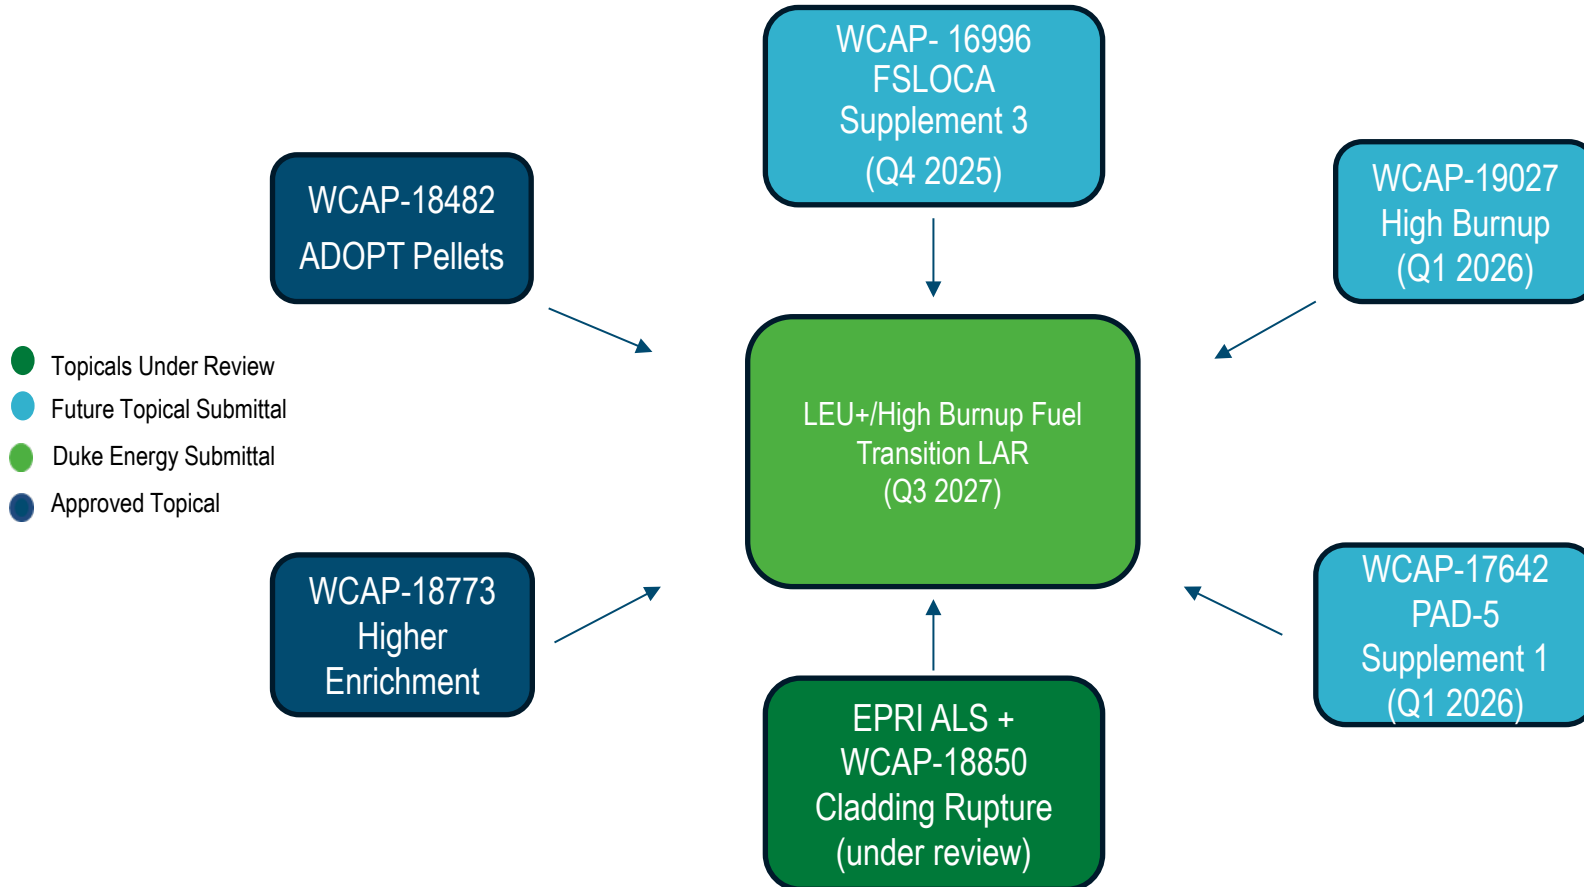 WCAP- 16996
FSLOCA
Supplement 3
(Q4 2025)
WCAP-18482
ADOPT Pellets
WCAP-19027
High Burnup
(Q1 2026)
Topicals Under Review
Future Topical Submittal
Duke Energy Submittal
Approved Topical
LEU+/High Burnup Fuel
Transition LAR
(Q3 2027)
WCAP-18773
Higher
Enrichment
WCAP-17642
PAD-5
Supplement 1
(Q1 2026)
EPRI ALS +
WCAP-18850
Cladding Rupture
(under review)